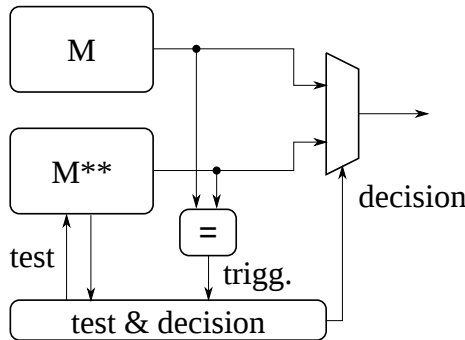 M
M**
decision
=
test
trigg.
test & decision